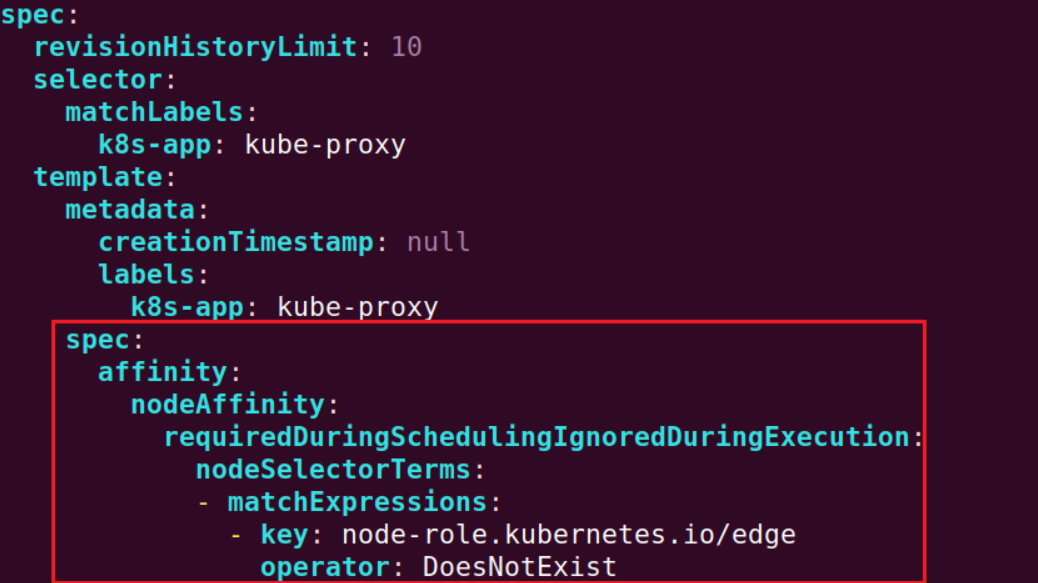 spec:
  revisionHistoryLimit: 10
  selector:
    matchLabels:
      k8s-app: kube-proxy
  template:
    metadata:
      creationTimestamp: null
      labels:
        k8s-app: kube-proxy
    spec:
      affinity:
        nodeAffinity:
          requiredDuringSchedulingIgnoredDuringExecution:
            nodeSelectorTerms:
            - matchExpressions:
              - key: node-role.kubernetes.io/edge
                operator: DoesNotExist